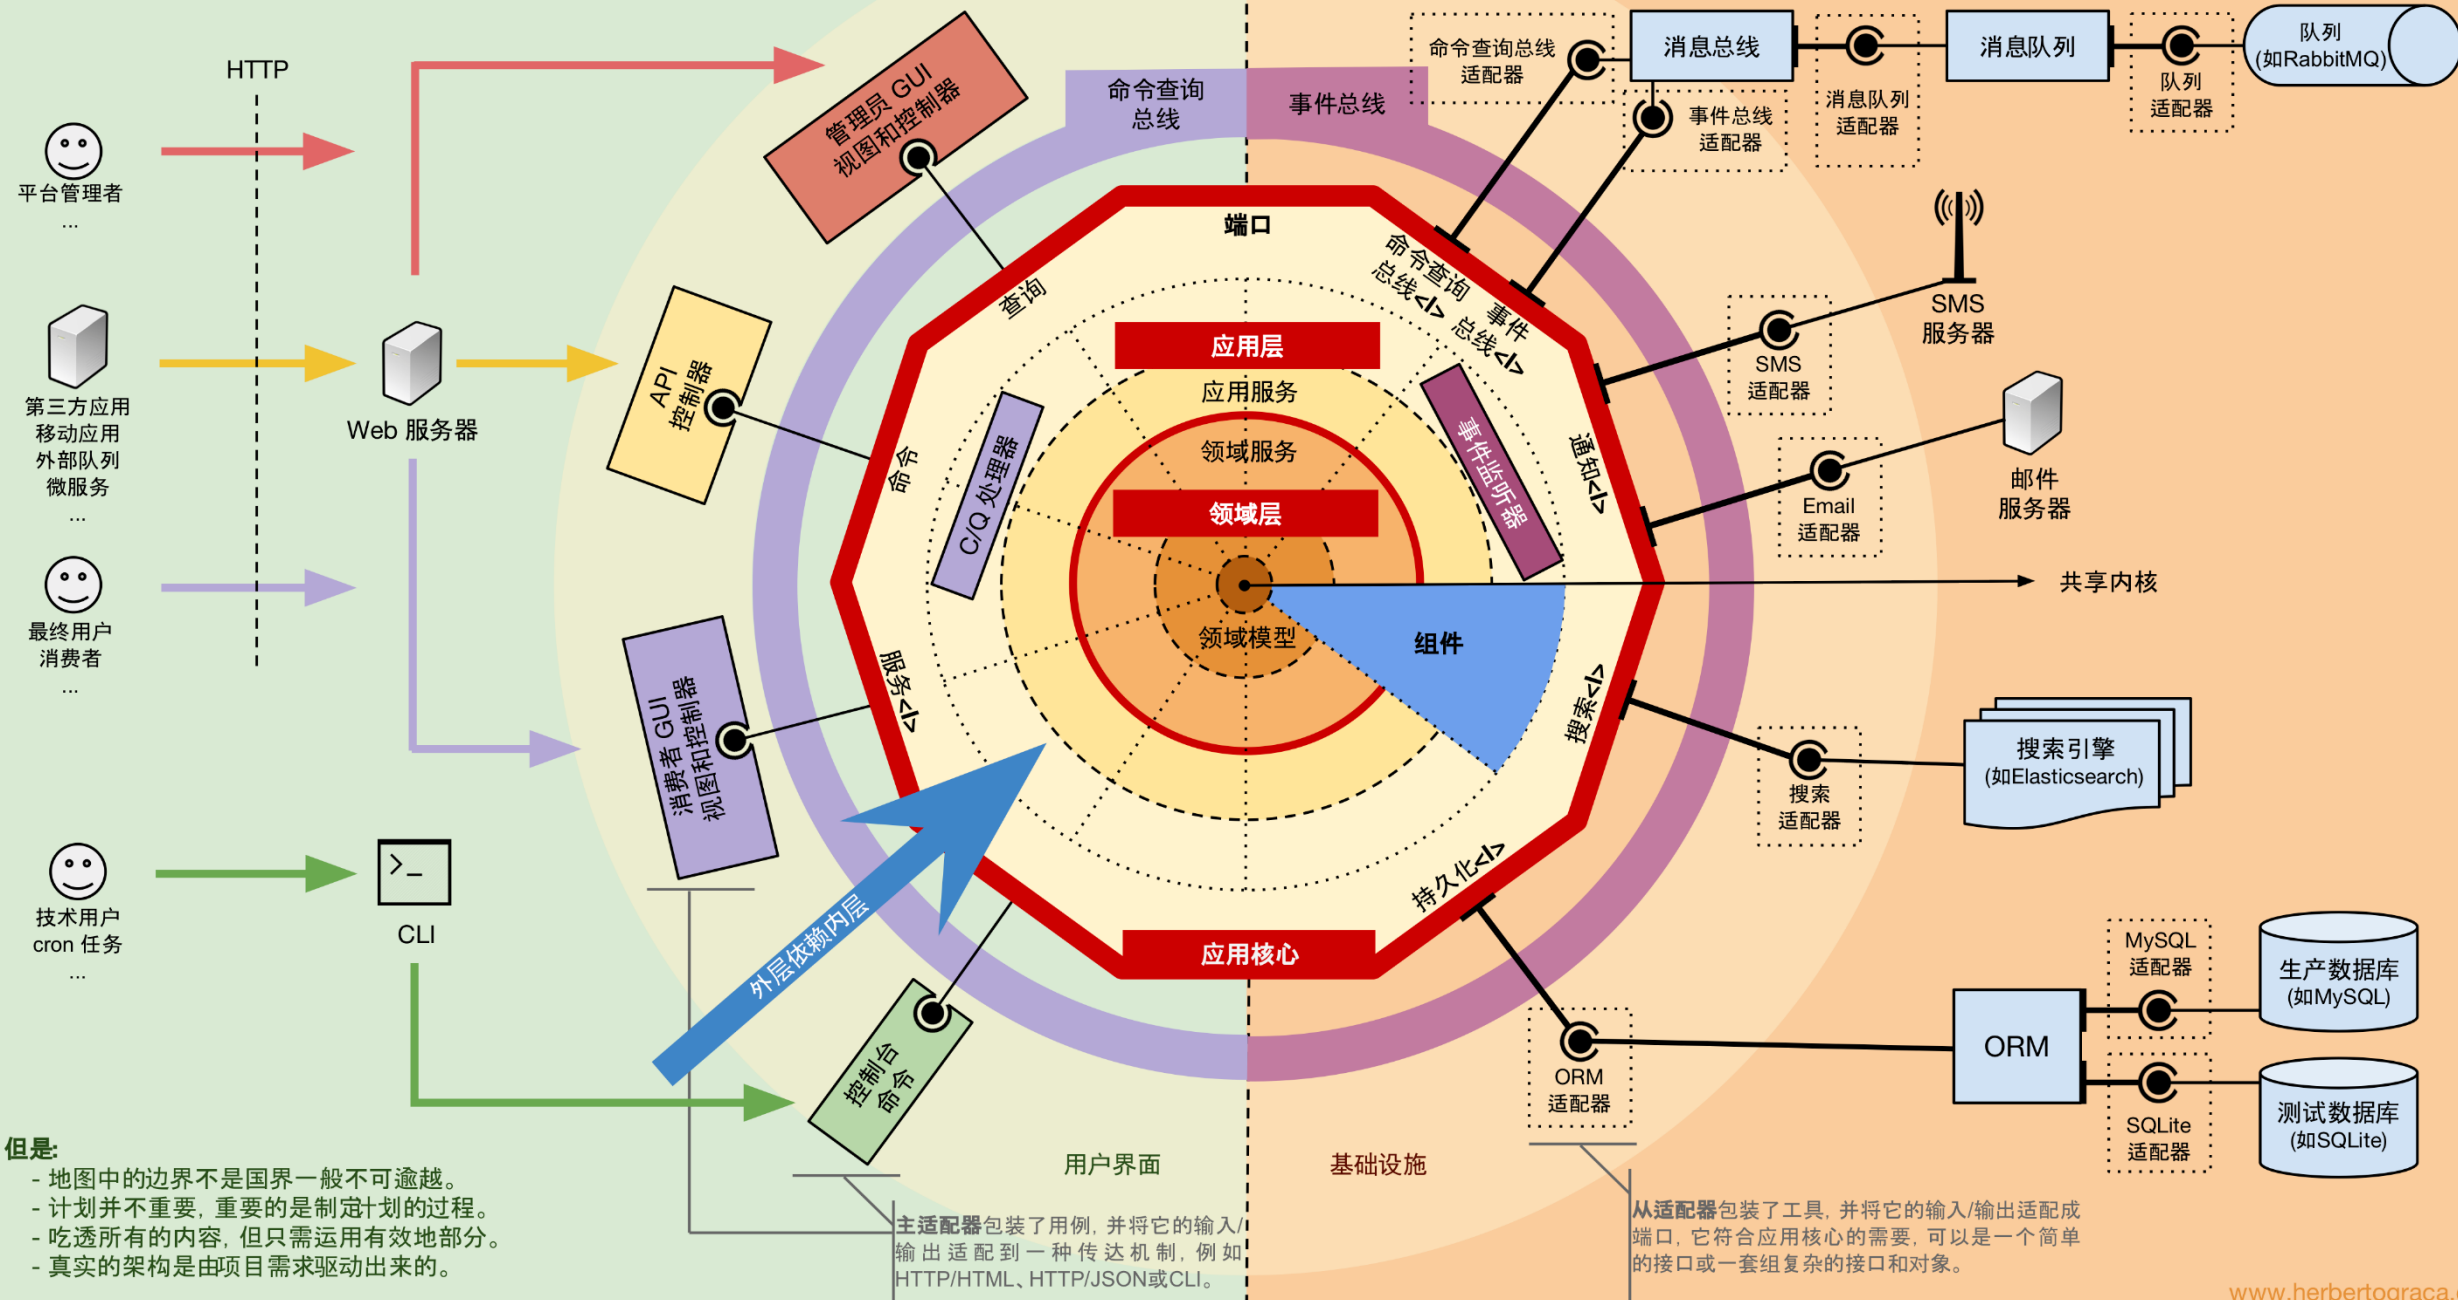 HTTP
平台管理者
...
第三方应用
移动应用
外部队列
微服务
...
最终用户
消费者
...
技术用户
cron 任务
...
Web 服务器
CLI
管理员 GUI
视图和控制器
API
控制器
消费者 GUI
视图和控制器
控制台
命令
外层依赖内层
命令查询
总线
事件总线
端口
查询
命令
服务<I>
命令查询
总线<I>
事件
总线<I>
通知<I>
搜索<I>
持久化<I>
应用层
应用服务
领域服务
领域层
领域模型
C/Q 处理器
事件监听器
组件
共享内核
应用核心
命令查询总线
适配器
消息总线
事件总线
适配器
消息队列
适配器
消息队列
队列
适配器
队列
(如RabbitMQ)
SMS
服务器
SMS
适配器
邮件
服务器
Email
适配器
搜索引擎
(如Elasticsearch)
搜索
适配器
ORM
适配器
ORM
MySQL
适配器
生产数据库
(如MySQL)
SQLite
适配器
测试数据库
(如SQLite)
用户界面
基础设施
但是:
- 地图中的边界不是国界一般不可逾越。
- 计划并不重要, 重要的是制定计划的过程。
- 吃透所有的内容, 但只需运用有效地部分。
- 真实的架构是由项目需求驱动出来的。
主适配器包装了用例, 并将它的输入/
输出适配到一种传达机制, 例如
HTTP/HTML、HTTP/JSON或CLI。
从适配器包装了工具, 并将它的输入/输出适配成
端口, 它符合应用核心的需要, 可以是一个简单
的接口或一套组复杂的接口和对象。
www.herbertograca.